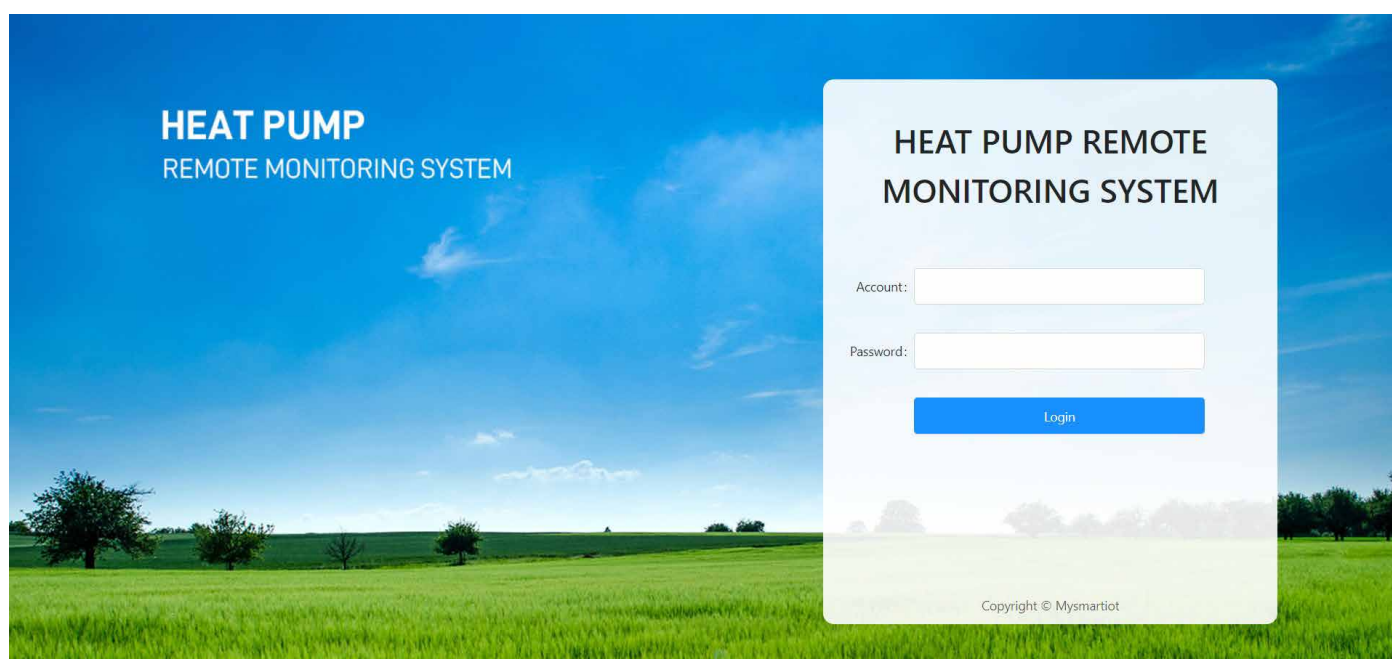 HEAT PUMP
REMOTE MONITORING SYSTEM
HEAT PUMP REMOTE
MONITORING SYSTEM
Account:
Password:
Login
Copyright © Mysmartiot